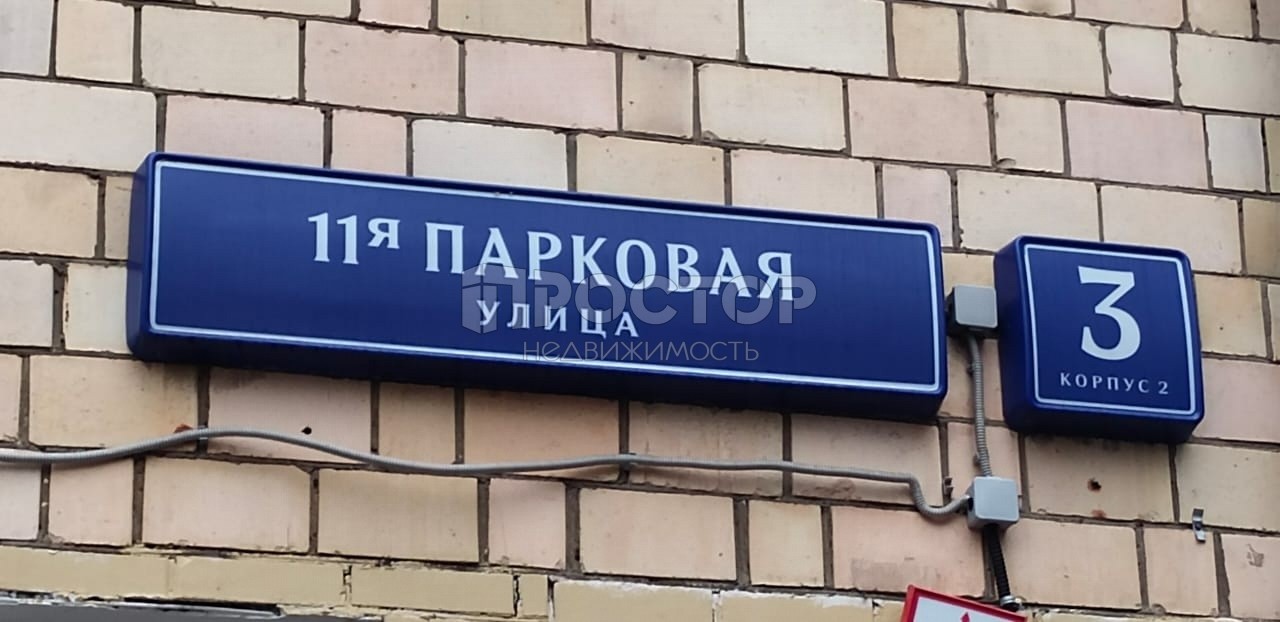 11я ПАРКОВАЯ
УЛИЦА
3
КОРПУС 2
ПРОСТОР
НЕДВИЖИМОСТЬ